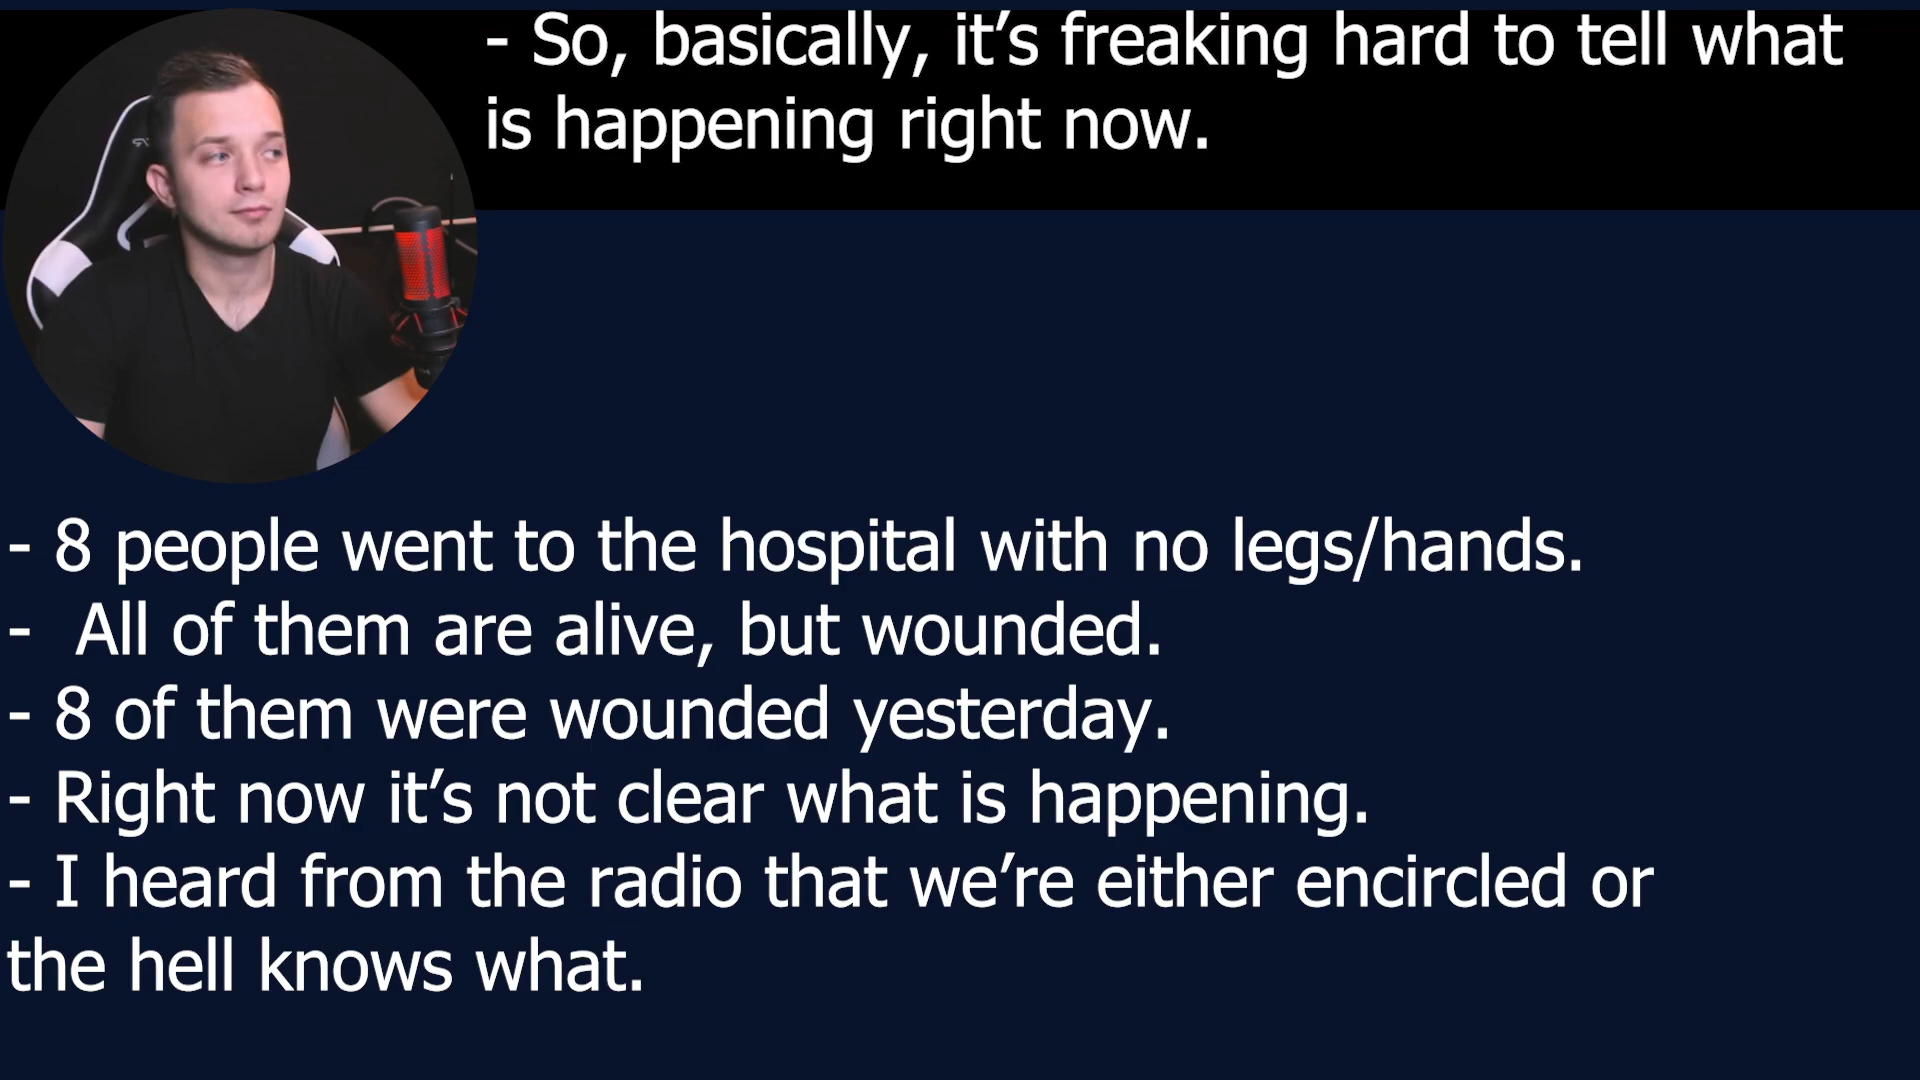 - So, basically, it’s freaking hard to tell what
is happening right now.
- 8 people went to the hospital with no legs/hands.
-  All of them are alive, but wounded.
- 8 of them were wounded yesterday.
- Right now it’s not clear what is happening.
- I heard from the radio that we’re either encircled or
the hell knows what.